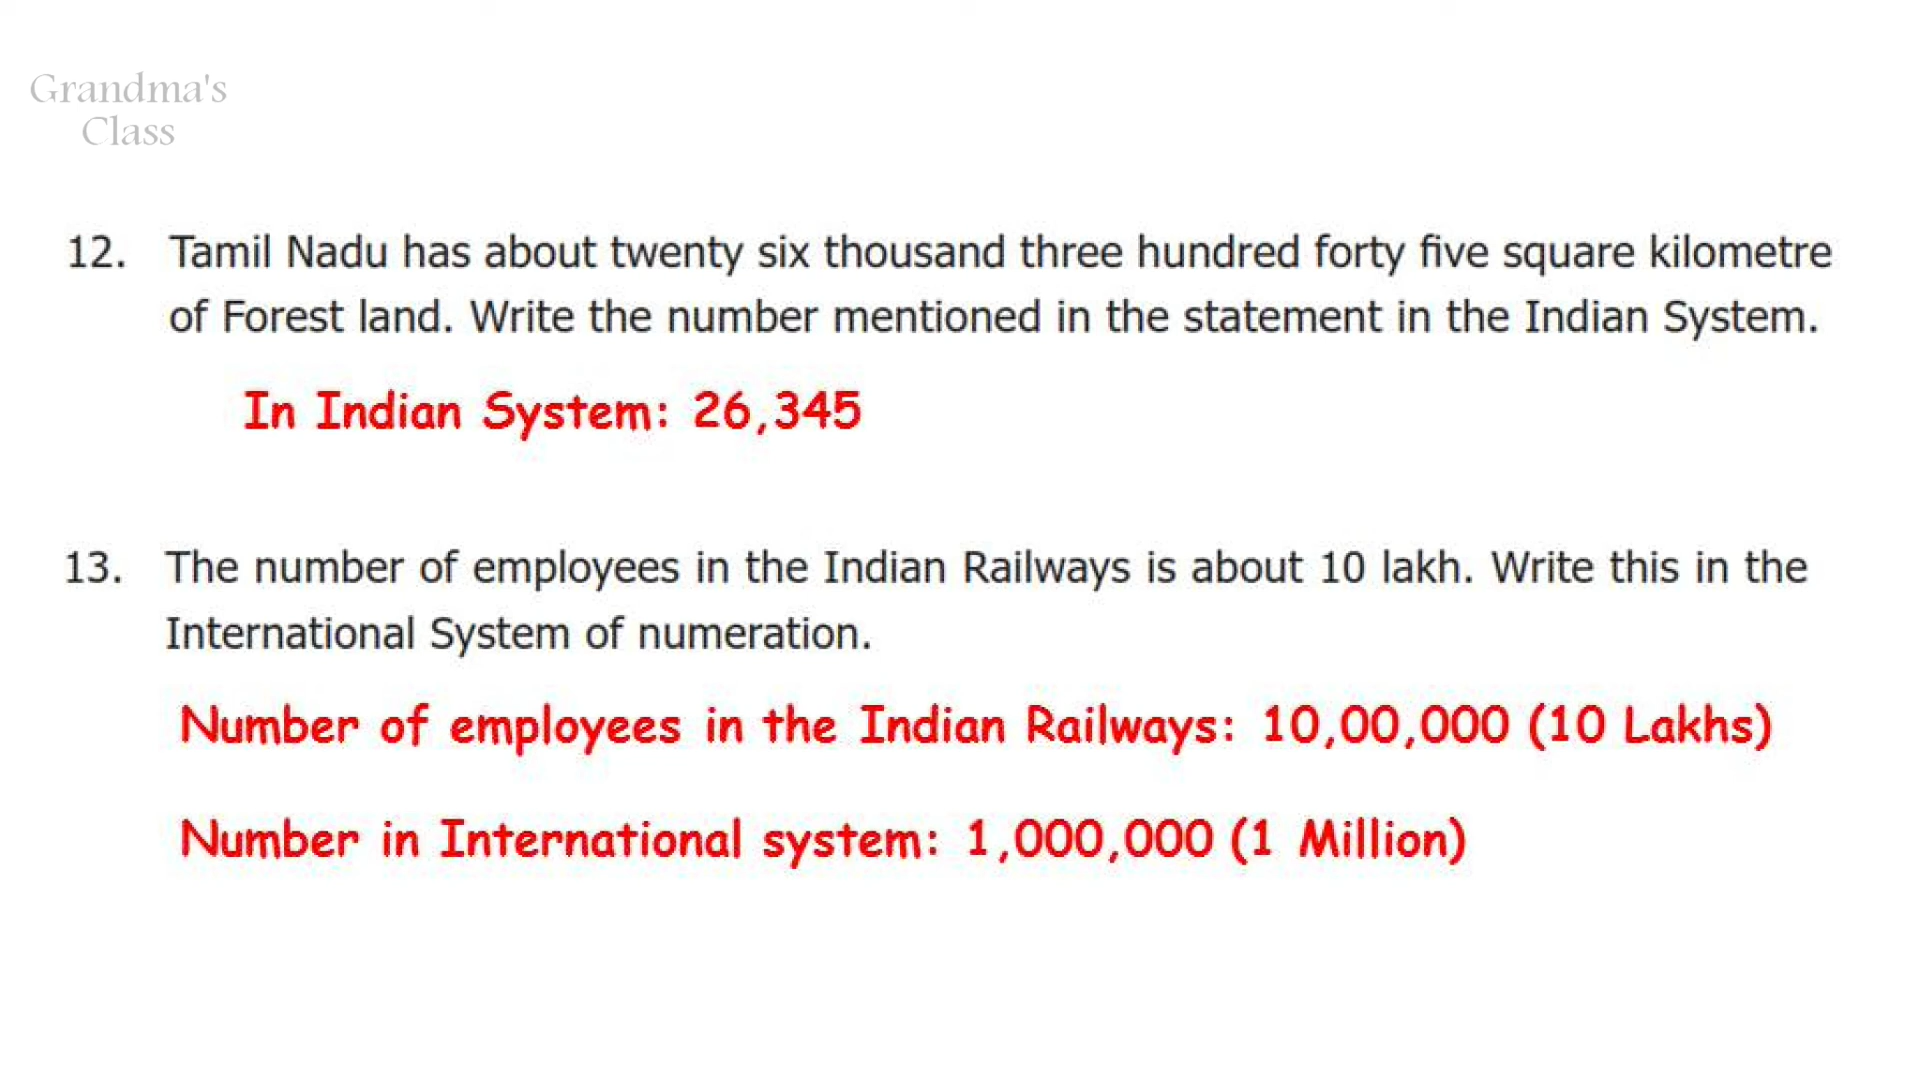 Grandma's
Class
12. Tamil Nadu has about twenty six thousand three hundred forty five square kilometre
of Forest land. Write the number mentioned in the statement in the Indian System.
In Indian System: 26,345
13. The number of employees in the Indian Railways is about 10 lakh. Write this in the
International System of numeration.
Number of employees in the Indian Railways: 10,00,000 (10 Lakhs)
Number in International system: 1,000,000 (1 Million)